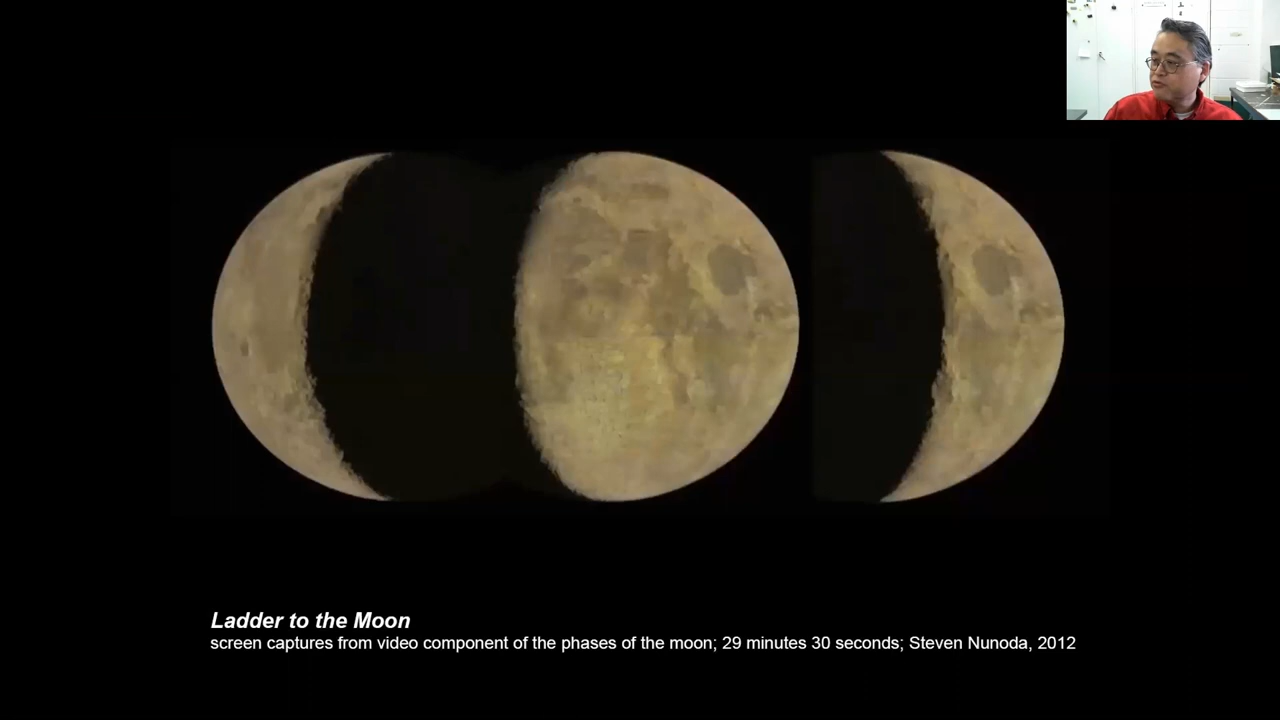 Ladder to the Moon
screen captures from video component of the phases of the moon; 29 minutes 30 seconds; Steven Nunoda, 2012